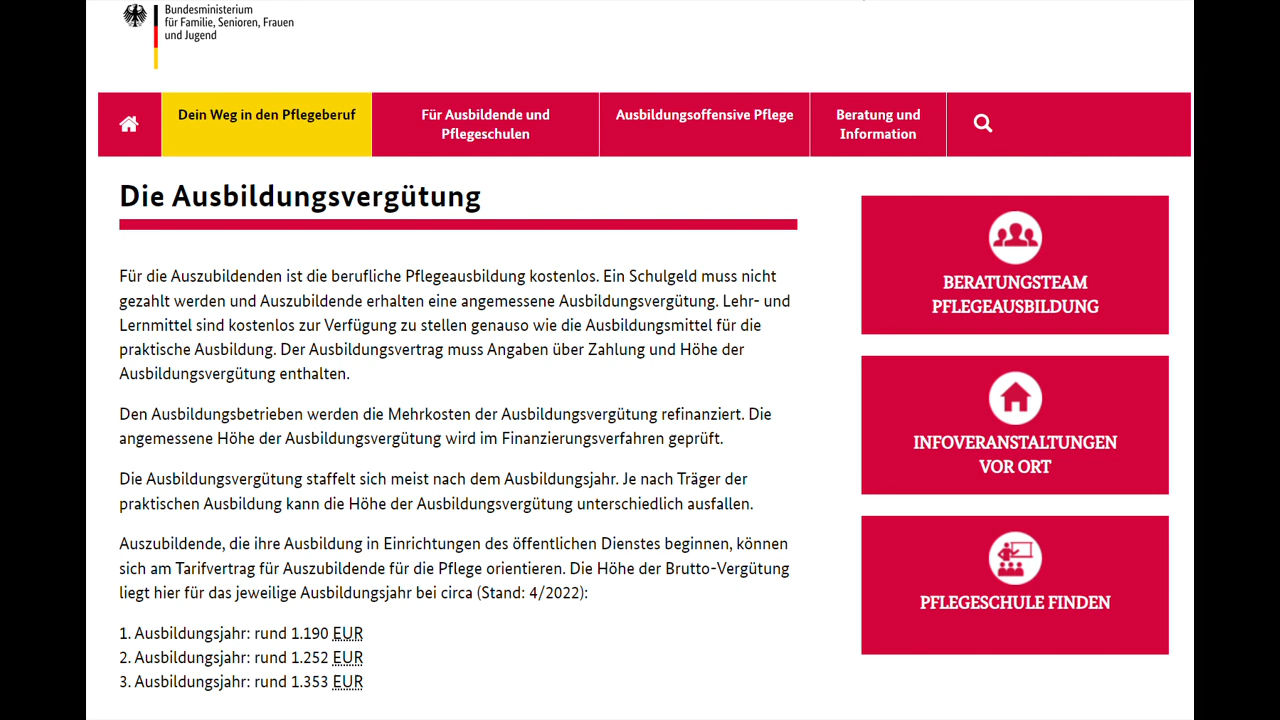 Bundesministerium
für Familie, Senioren, Frauen
und Jugend
Dein Weg in den Pflegeberuf
Für Ausbildende und
Pflegeschulen
Ausbildungsoffensive Pflege
Beratung und
Information
Die Ausbildungsvergütung
Für die Auszubildenden ist die berufliche Pflegeausbildung kostenlos. Ein Schulgeld muss nicht
gezahlt werden und Auszubildende erhalten eine angemessene Ausbildungsvergütung. Lehr- und
Lernmittel sind kostenlos zur Verfügung zu stellen genauso wie die Ausbildungsmittel für die
praktische Ausbildung. Der Ausbildungsvertrag muss Angaben über Zahlung und Höhe der
Ausbildungsvergütung enthalten.
Den Ausbildungsbetrieben werden die Mehrkosten der Ausbildungsvergütung refinanziert. Die
angemessene Höhe der Ausbildungsvergütung wird im Finanzierungsverfahren geprüft.
Die Ausbildungsvergütung staffelt sich meist nach dem Ausbildungsjahr. Je nach Träger der
praktischen Ausbildung kann die Höhe der Ausbildungsvergütung unterschiedlich ausfallen.
Auszubildende, die ihre Ausbildung in Einrichtungen des öffentlichen Dienstes beginnen, können
sich am Tarifvertrag für Auszubildende für die Pflege orientieren. Die Höhe der Brutto-Vergütung
liegt hier für das jeweilige Ausbildungsjahr bei circa (Stand: 4/2022):
1. Ausbildungsjahr: rund 1.190 EUR
2. Ausbildungsjahr: rund 1.252 EUR
3. Ausbildungsjahr: rund 1.353 EUR
BERATUNGSTEAM
PFLEGEAUSBILDUNG
INFOVERANSTALTUNGEN
VOR ORT
PFLEGESCHULE FINDEN